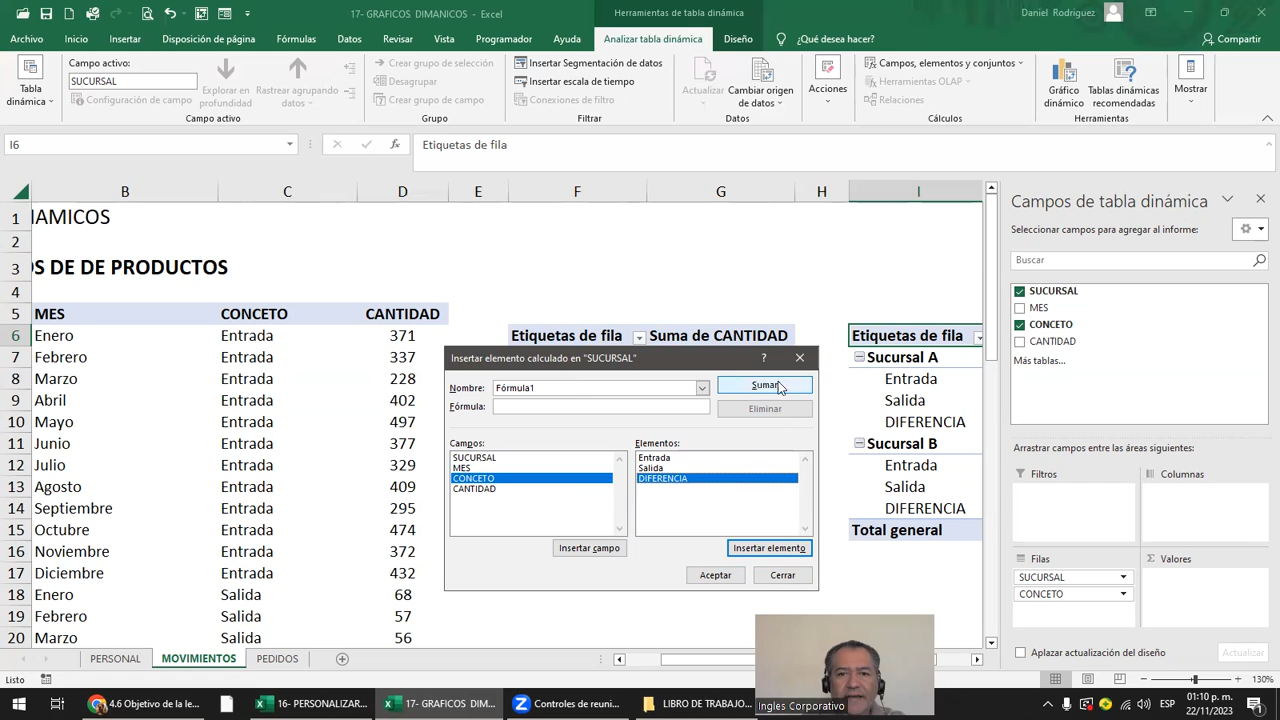 17- GRAFICOS DIMANICOS - Excel
Herramientas de tabla dinámica
Daniel Rodriguez
Archivo Inicio Insertar Disposición de página Fórmulas Datos Revisar Vista Programador Ayuda Analizar tabla dinámica Diseño ¿Qué desea hacer? Compartir
Tabla dinámica
Campo activo:
SUCURSAL
Configuración de campo
Explorar en profundidad
Rastrear agrupando datos
Campo activo
Crear grupo de selección
Desagrupar
Crear grupo de campo
Grupo
Insertar Segmentación de datos
Insertar escala de tiempo
Conexiones de filtro
Filtrar
Actualizar
Cambiar origen de datos
Datos
Acciones
Campos, elementos y conjuntos
Herramientas OLAP
Relaciones
Cálculos
Gráfico dinámico
Tablas dinámicas recomendadas
Herramientas
Mostrar
I6 fx Etiquetas de fila
B C D E F G H I
1 NAMICOS
2
3 OS DE DE PRODUCTOS
4
5 MES CONCETO CANTIDAD
6 Enero Entrada 371 Etiquetas de fila Suma de CANTIDAD Etiquetas de fila
7 Febrero Entrada 337 Sucursal A
8 Marzo Entrada 228 Entrada
9 Abril Entrada 402 Salida
10 Mayo Entrada 497 DIFERENCIA
11 Junio Entrada 377 Sucursal B
12 Julio Entrada 329 Entrada
13 Agosto Entrada 409 Salida
14 Septiembre Entrada 295 DIFERENCIA
15 Octubre Entrada 474 Total general
16 Noviembre Entrada 372
17 Diciembre Entrada 432
18 Enero Salida 68
19 Febrero Salida 57
20 Marzo Salida 56
Insertar elemento calculado en "SUCURSAL" ?
Nombre: Fórmula1 Sumar
Fórmula: Eliminar
Campos:
SUCURSAL
MES
CONCETO
CANTIDAD
Insertar campo
Elementos:
Entrada
Salida
DIFERENCIA
Insertar elemento
Aceptar Cerrar
Campos de tabla dinámica
Seleccionar campos para agregar al informe:
Buscar
SUCURSAL
MES
CONCETO
CANTIDAD
Más tablas...
Arrastrar campos entre las áreas siguientes:
Filtros Columnas
Filas Σ Valores
SUCURSAL
CONCETO
Aplazar actualización del diseño Actualizar
PERSONAL MOVIMIENTOS PEDIDOS
Listo 130%
Ingles Corporativo
4.6 Objetivo de la le... 16- PERSONALIZAR... 17- GRAFICOS DIM... Controles de reuni... LIBRO DE TRABAJO... ESP 01:10 p. m.
22/11/2023